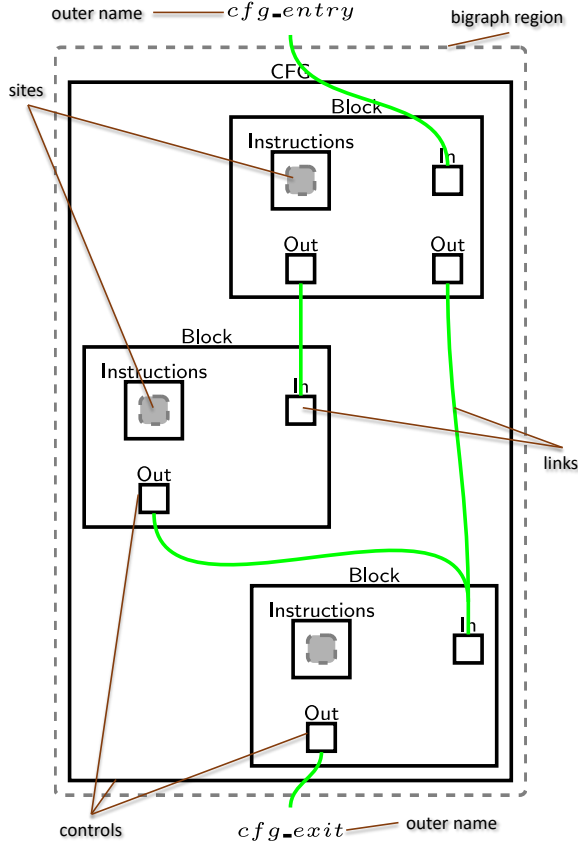 outer name
cfg_entry
bigraph region
CFG
sites
Block
Instructions
In
Out
Out
Block
Instructions
In
Out
links
Block
Instructions
In
Out
controls
cfg_exit
outer name